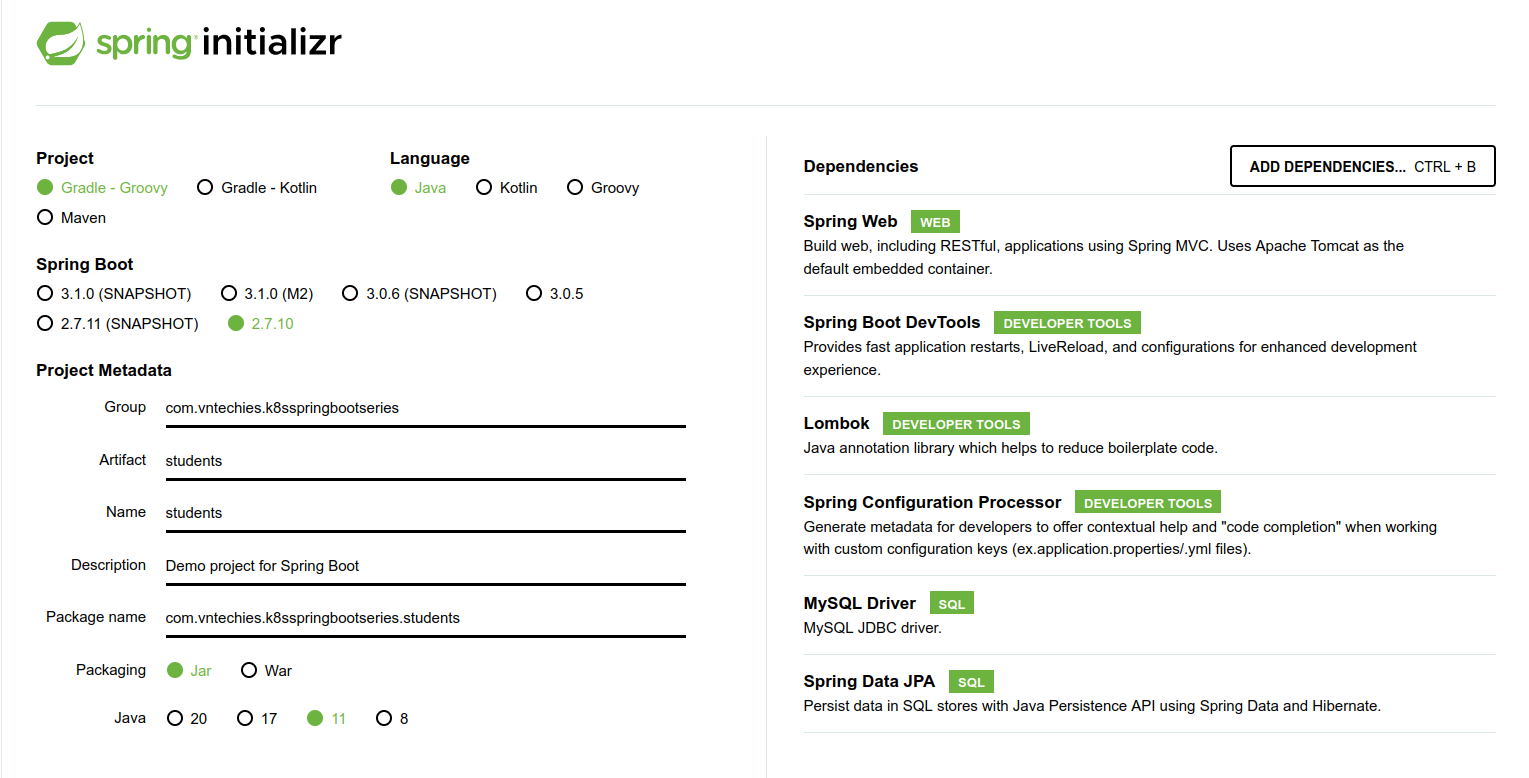 spring initializr
Project
Gradle - Groovy Gradle - Kotlin
Maven
Language
Java Kotlin Groovy
Spring Boot
3.1.0 (SNAPSHOT) 3.1.0 (M2) 3.0.6 (SNAPSHOT) 3.0.5
2.7.11 (SNAPSHOT) 2.7.10
Project Metadata
Group com.vntechies.k8sspringbootseries
Artifact students
Name students
Description Demo project for Spring Boot
Package name com.vntechies.k8sspringbootseries.students
Packaging Jar War
Java 20 17 11 8
Dependencies ADD DEPENDENCIES... CTRL + B
Spring Web WEB
Build web, including RESTful, applications using Spring MVC. Uses Apache Tomcat as the
default embedded container.
Spring Boot DevTools DEVELOPER TOOLS
Provides fast application restarts, LiveReload, and configurations for enhanced development
experience.
Lombok DEVELOPER TOOLS
Java annotation library which helps to reduce boilerplate code.
Spring Configuration Processor DEVELOPER TOOLS
Generate metadata for developers to offer contextual help and "code completion" when working
with custom configuration keys (ex.application.properties/.yml files).
MySQL Driver SQL
MySQL JDBC driver.
Spring Data JPA SQL
Persist data in SQL stores with Java Persistence API using Spring Data and Hibernate.